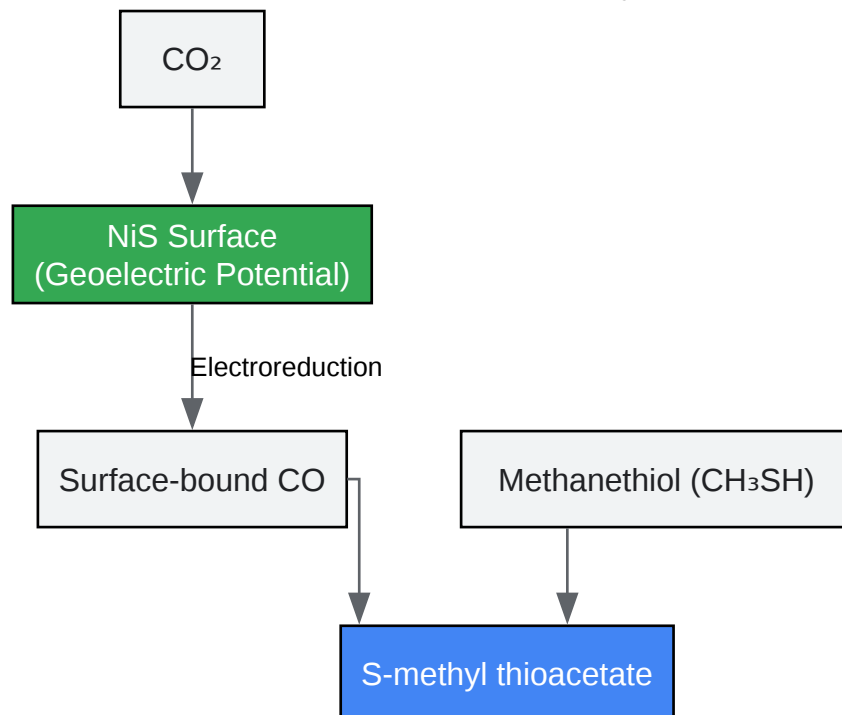 CO₂
NiS Surface
(Geoelectric Potential)
Electroreduction
Surface-bound CO
Methanethiol (CH₃SH)
S-methyl thioacetate